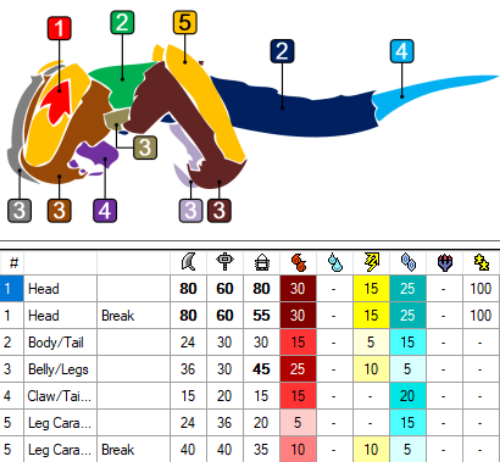 1
2
5
2
4
3
3
3
4
3
3
#
1 Head 80 60 80 30 - 15 25 - 100
1 Head Break 80 60 55 30 - 15 25 - 100
2 Body/Tail 24 30 30 15 - 5 15 - -
3 Belly/Legs 36 30 45 25 - 10 5 - -
4 Claw/Tai... 15 20 15 15 - - 20 - -
5 Leg Cara... 24 36 20 5 - - 15 - -
5 Leg Cara... Break 40 40 35 10 - 10 5 - -